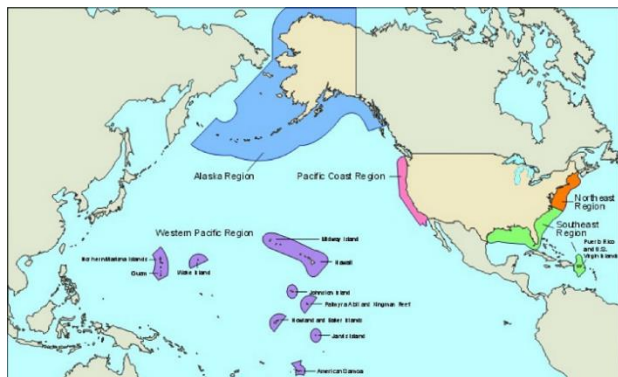 Alaska Region
Pacific Coast Region
Northeast
Region
Southeast
Region
Puerto Rico
and U.S.
Virgin Islands
Western Pacific Region
Midway Island
Northern Mariana Islands
Guam
Wake Island
Hawaii
Johnston Island
Palmyra Atoll and Kingman Reef
Howland and Baker Islands
Jarvis Island
American Samoa